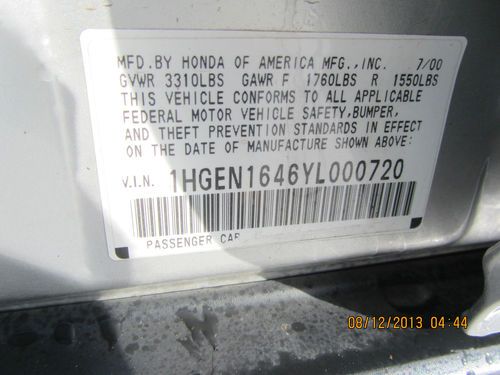 MFD.BY HONDA OF AMERICA MFG.,INC. 7/00
GVWR 3310LBS GAWR F 1760LBS R 1550LBS
THIS VEHICLE CONFORMS TO ALL APPLICABLE
FEDERAL MOTOR VEHICLE SAFETY,BUMPER,
AND THEFT PREVENTION STANDARDS IN EFFECT
ON THE DATE OF MANUFACTURE SHOWN ABOVE:
V.I.N. 1HGEN1646YL000720
PASSENGER CAR
08/12/2013 04:44